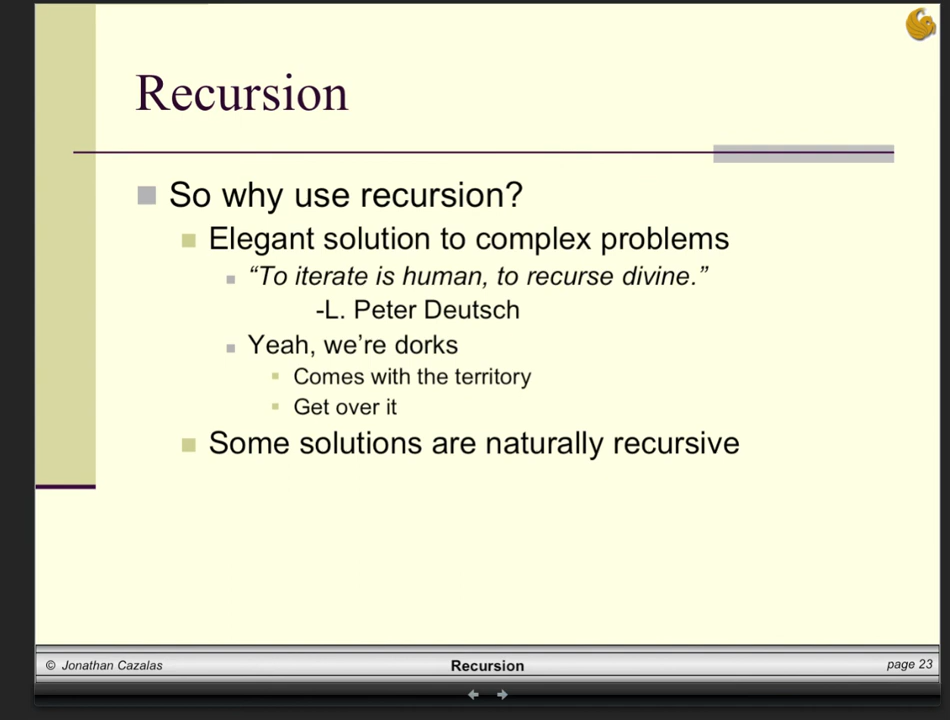 Recursion
So why use recursion?
Elegant solution to complex problems
“To iterate is human, to recurse divine.”
-L. Peter Deutsch
Yeah, we’re dorks
Comes with the territory
Get over it
Some solutions are naturally recursive
© Jonathan Cazalas
Recursion
page 23